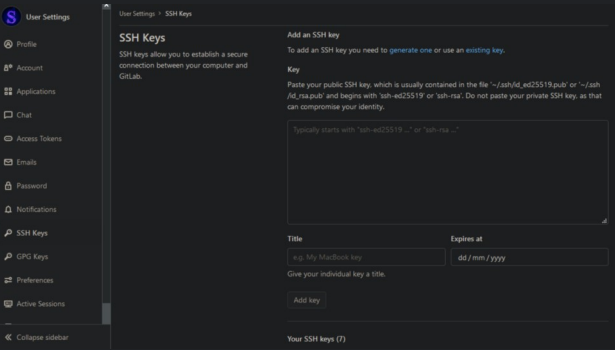 S
User Settings
Profile
Account
Applications
Chat
Access Tokens
Emails
Password
Notifications
SSH Keys
GPG Keys
Preferences
Active Sessions
Collapse sidebar
User Settings > SSH Keys
SSH Keys
SSH keys allow you to establish a secure
connection between your computer and
GitLab.
Add an SSH key
To add an SSH key you need to generate one or use an existing key.
Key
Paste your public SSH key, which is usually contained in the file '~/.ssh/id_ed25519.pub' or '~/.ssh
/id_rsa.pub' and begins with 'ssh-ed25519' or 'ssh-rsa'. Do not paste your private SSH key, as that
can compromise your identity.
Typically starts with "ssh-ed25519 ..." or "ssh-rsa ..."
Title
Expires at
e.g. My MacBook key
dd / mm / yyyy
Give your individual key a title.
Add key
Your SSH keys (7)